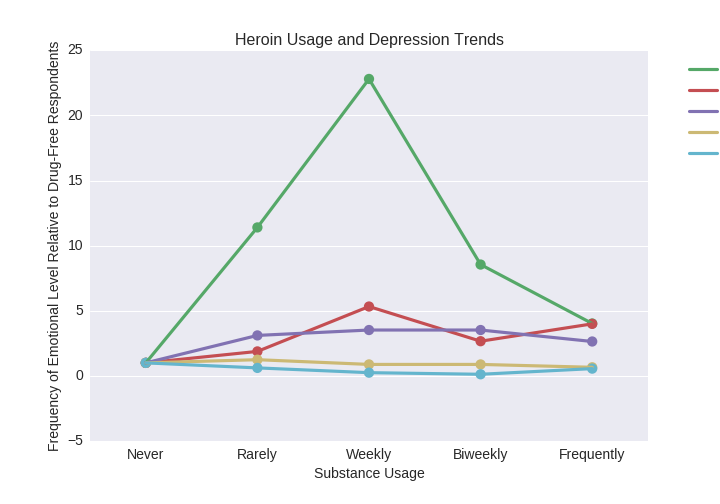 Heroin Usage and Depression Trends
Frequency of Emotional Level Relative to Drug-Free Respondents
25
20
15
10
5
0
−5
Never Rarely Weekly Biweekly Frequently
Substance Usage